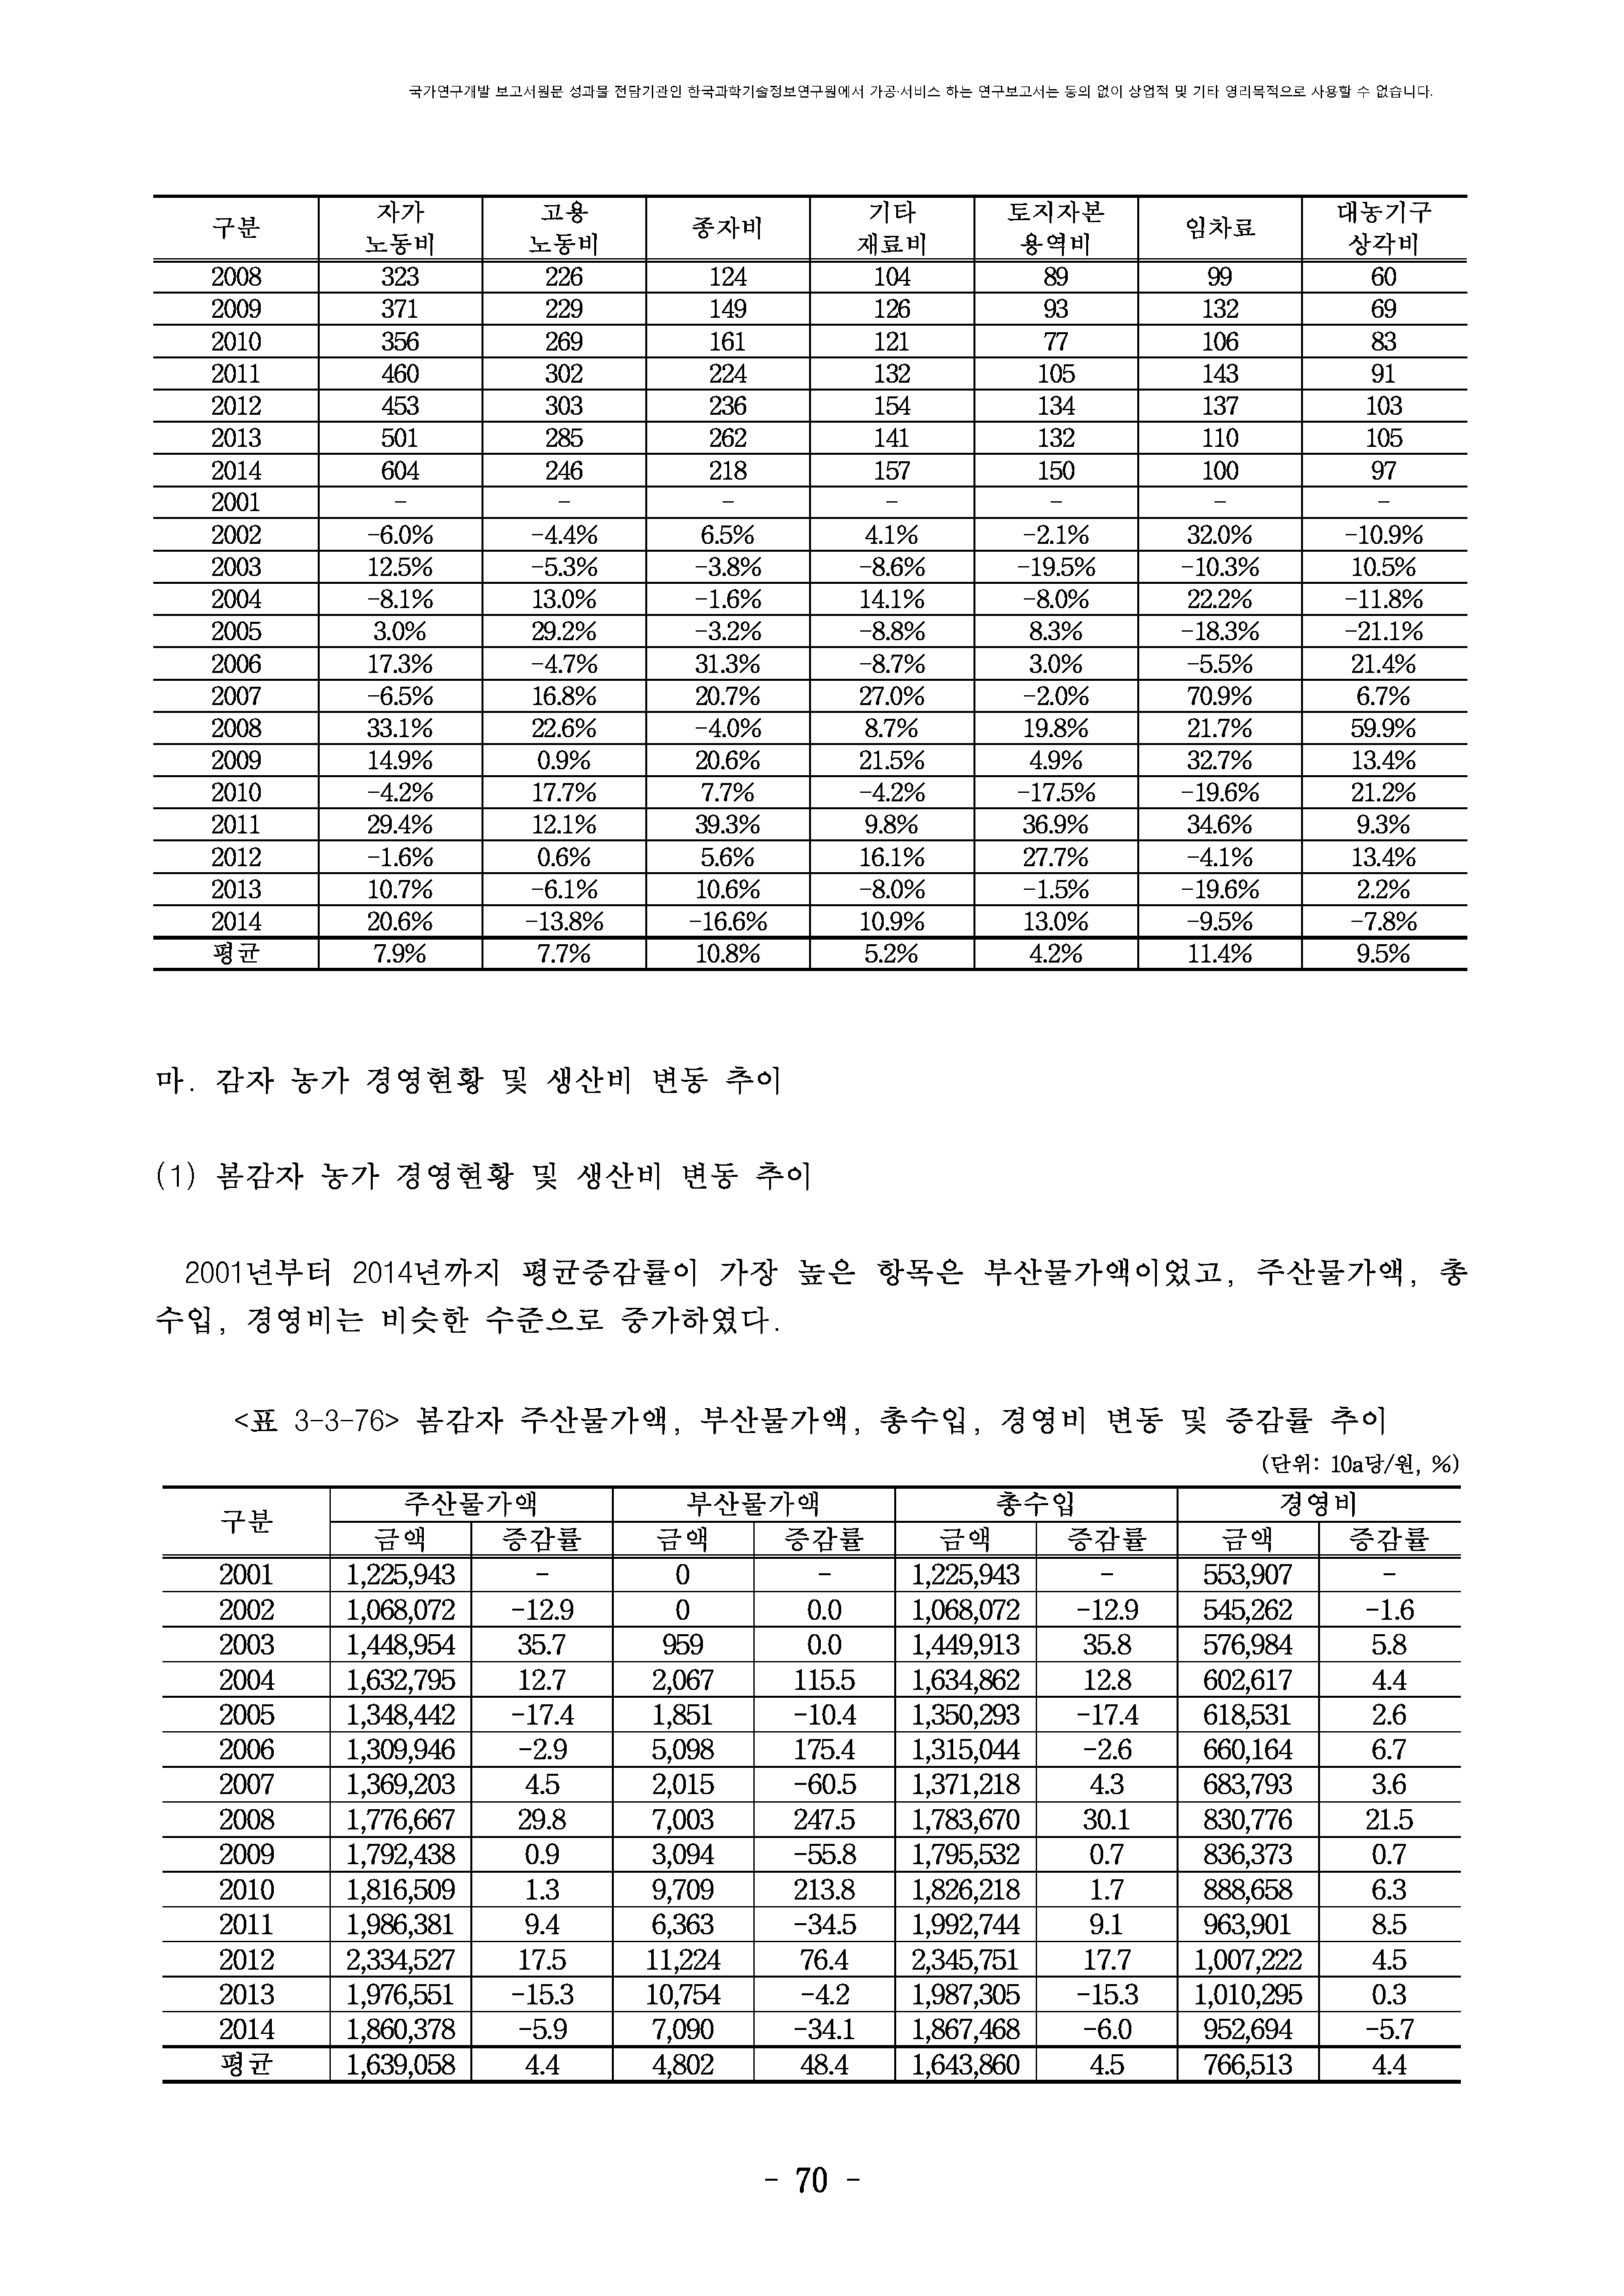 국가연구개발 보고서원문 성과물 전담기관인 한국과학기술정보연구원에서 가공·서비스 하는 연구보고서는 동의 없이 상업적 및 기타 영리목적으로 사용할 수 없습니다.
구분 자가 노동비 고용 노동비 종자비 기타 재료비 토지자본 용역비 임차료 대농기구 상각비
2008 323 226 124 104 89 99 60
2009 371 229 149 126 93 132 69
2010 356 269 161 121 77 106 83
2011 460 302 224 132 105 143 91
2012 453 303 236 154 134 137 103
2013 501 285 262 141 132 110 105
2014 604 246 218 157 150 100 97
2001 - - - - - - -
2002 -6.0% -4.4% 6.5% 4.1% -2.1% 32.0% -10.9%
2003 12.5% -5.3% -3.8% -8.6% -19.5% -10.3% 10.5%
2004 -8.1% 13.0% -1.6% 14.1% -8.0% 22.2% -11.8%
2005 3.0% 29.2% -3.2% -8.8% 8.3% -18.3% -21.1%
2006 17.3% -4.7% 31.3% -8.7% 3.0% -5.5% 21.4%
2007 -6.5% 16.8% 20.7% 27.0% -2.0% 70.9% 6.7%
2008 33.1% 22.6% -4.0% 8.7% 19.8% 21.7% 59.9%
2009 14.9% 0.9% 20.6% 21.5% 4.9% 32.7% 13.4%
2010 -4.2% 17.7% 7.7% -4.2% -17.5% -19.6% 21.2%
2011 29.4% 12.1% 39.3% 9.8% 36.9% 34.6% 9.3%
2012 -1.6% 0.6% 5.6% 16.1% 27.7% -4.1% 13.4%
2013 10.7% -6.1% 10.6% -8.0% -1.5% -19.6% 2.2%
2014 20.6% -13.8% -16.6% 10.9% 13.0% -9.5% -7.8%
평균 7.9% 7.7% 10.8% 5.2% 4.2% 11.4% 9.5%
마. 감자 농가 경영현황 및 생산비 변동 추이
(1) 봄감자 농가 경영현황 및 생산비 변동 추이
2001년부터 2014년까지 평균증감률이 가장 높은 항목은 부산물가액이었고, 주산물가액, 총
수입, 경영비는 비슷한 수준으로 증가하였다.
<표 3-3-76> 봄감자 주산물가액, 부산물가액, 총수입, 경영비 변동 및 증감률 추이
(단위: 10a당/원, %)
구분 주산물가액 부산물가액 총수입 경영비
금액 증감률 금액 증감률 금액 증감률 금액 증감률
2001 1,225,943 - 0 - 1,225,943 - 553,907 -
2002 1,068,072 -12.9 0 0.0 1,068,072 -12.9 545,262 -1.6
2003 1,448,954 35.7 959 0.0 1,449,913 35.8 576,984 5.8
2004 1,632,795 12.7 2,067 115.5 1,634,862 12.8 602,617 4.4
2005 1,348,442 -17.4 1,851 -10.4 1,350,293 -17.4 618,531 2.6
2006 1,309,946 -2.9 5,098 175.4 1,315,044 -2.6 660,164 6.7
2007 1,369,203 4.5 2,015 -60.5 1,371,218 4.3 683,793 3.6
2008 1,776,667 29.8 7,003 247.5 1,783,670 30.1 830,776 21.5
2009 1,792,438 0.9 3,094 -55.8 1,795,532 0.7 836,373 0.7
2010 1,816,509 1.3 9,709 213.8 1,826,218 1.7 888,658 6.3
2011 1,986,381 9.4 6,363 -34.5 1,992,744 9.1 963,901 8.5
2012 2,334,527 17.5 11,224 76.4 2,345,751 17.7 1,007,222 4.5
2013 1,976,551 -15.3 10,754 -4.2 1,987,305 -15.3 1,010,295 0.3
2014 1,860,378 -5.9 7,090 -34.1 1,867,468 -6.0 952,694 -5.7
평균 1,639,058 4.4 4,802 48.4 1,643,860 4.5 766,513 4.4
- 70 -